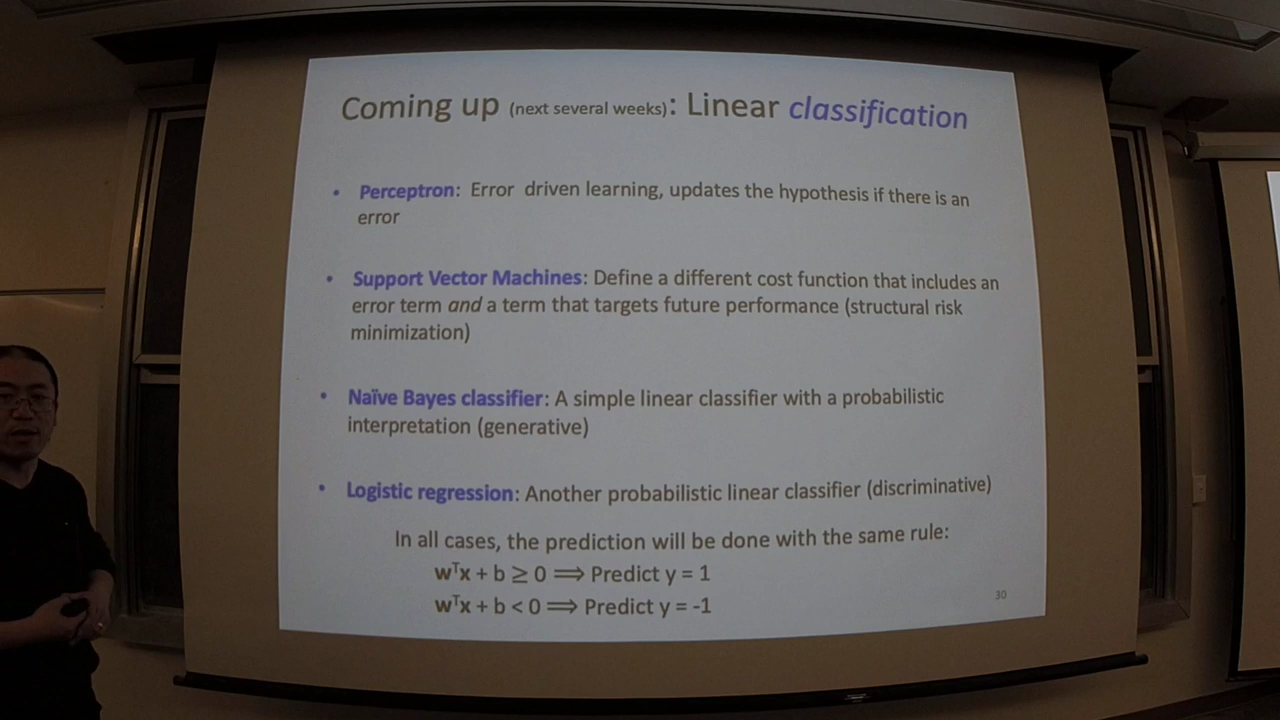 Coming up (next several weeks): Linear classification
• Perceptron: Error driven learning, updates the hypothesis if there is an
error
• Support Vector Machines: Define a different cost function that includes an
error term and a term that targets future performance (structural risk
minimization)
• Naïve Bayes classifier: A simple linear classifier with a probabilistic
interpretation (generative)
• Logistic regression: Another probabilistic linear classifier (discriminative)
In all cases, the prediction will be done with the same rule:
wᵀx + b ≥ 0 ⟹ Predict y = 1
wᵀx + b < 0 ⟹ Predict y = -1
30